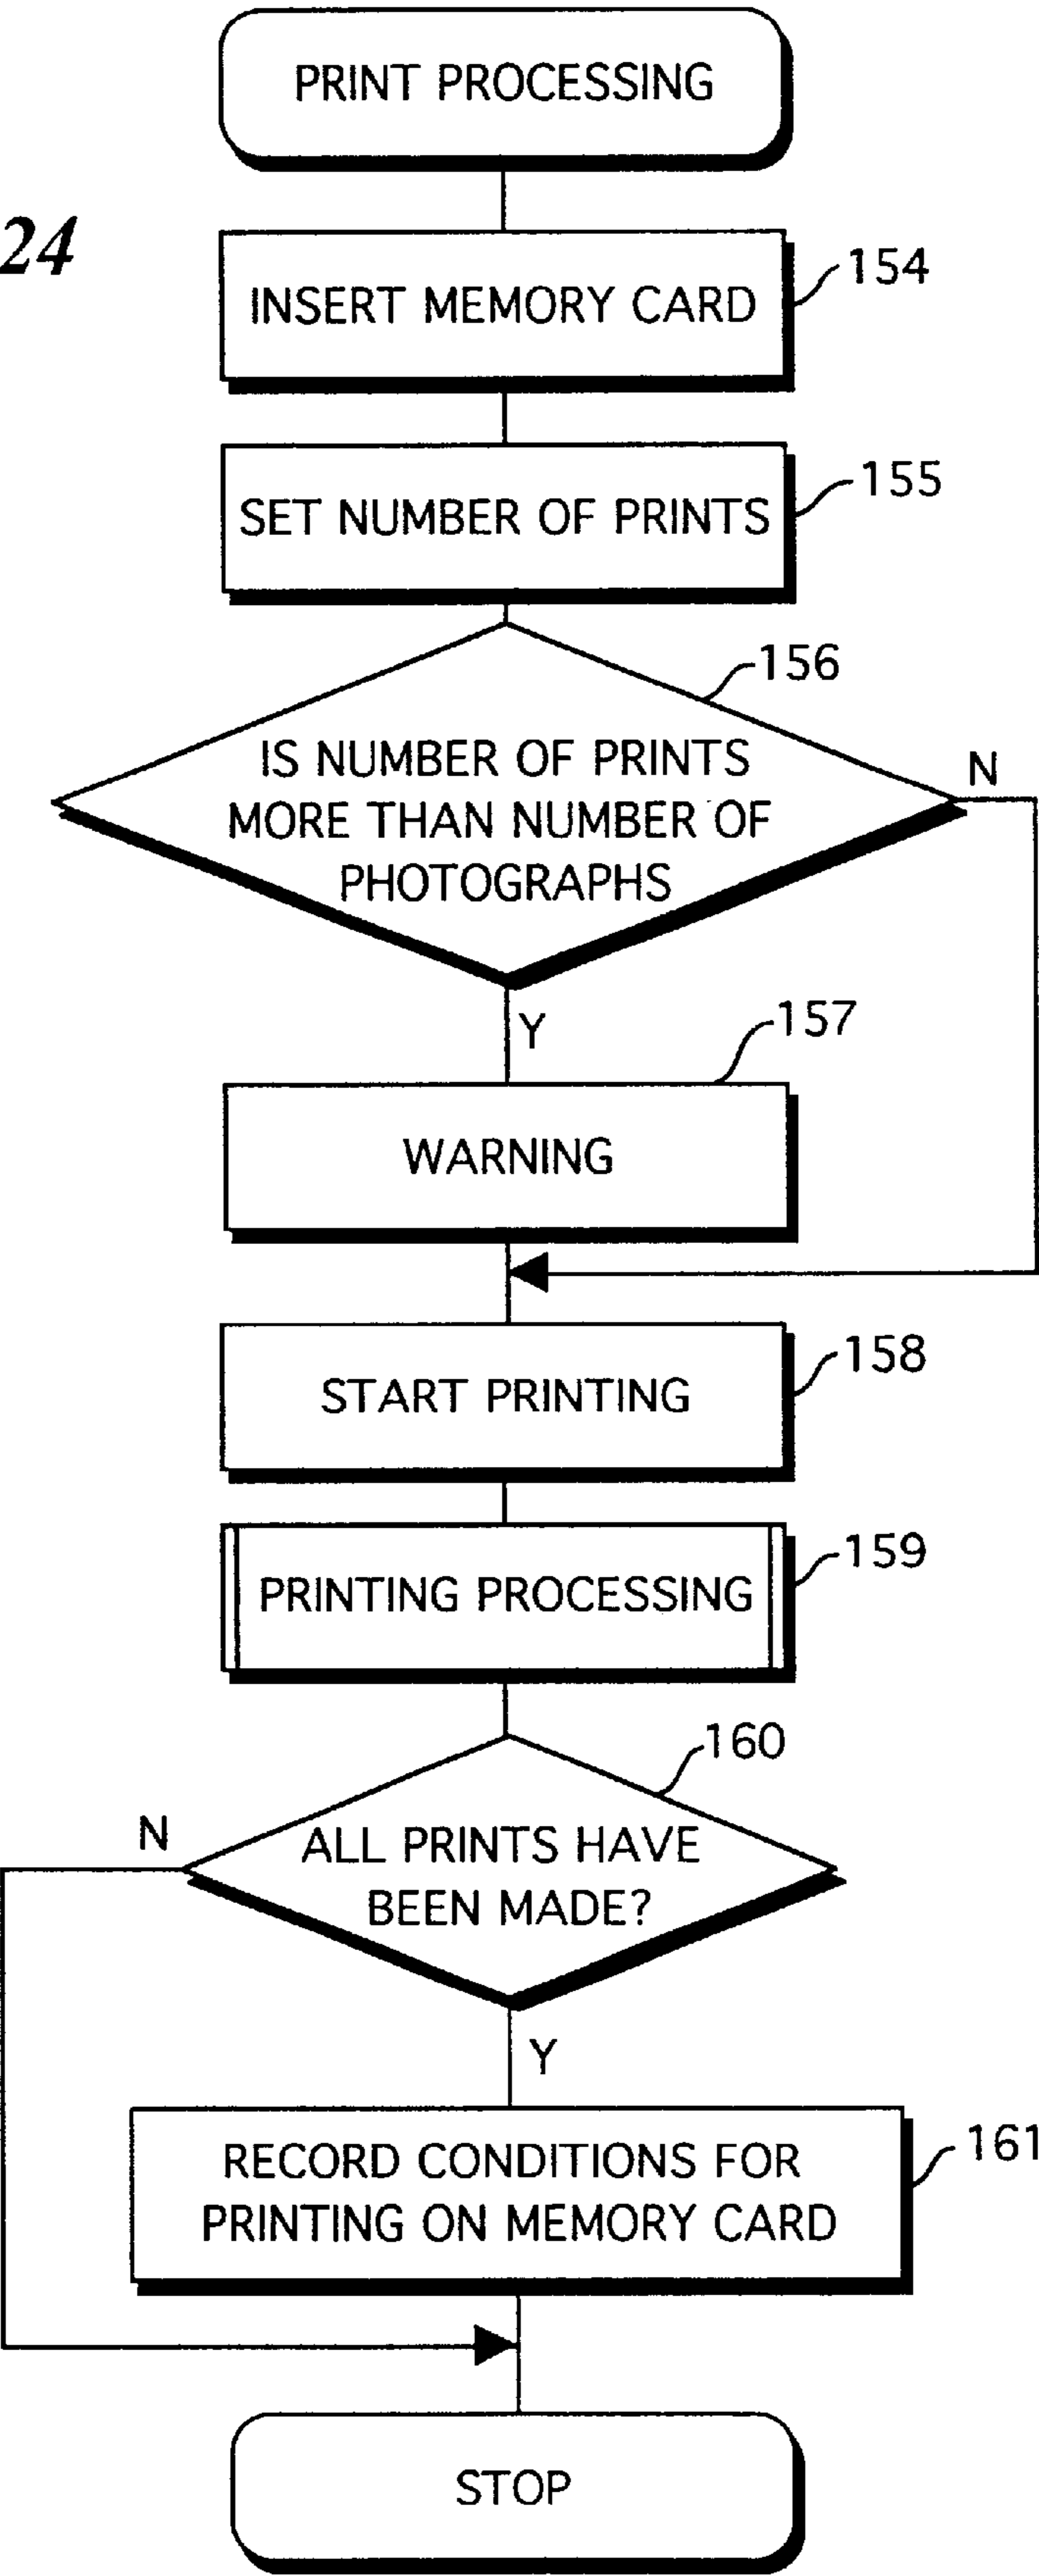 PRINT PROCESSING
24
154
INSERT MEMORY CARD
155
SET NUMBER OF PRINTS
156
IS NUMBER OF PRINTS
MORE THAN NUMBER OF
PHOTOGRAPHS
N
Y
157
WARNING
158
START PRINTING
159
PRINTING PROCESSING
160
N
ALL PRINTS HAVE
BEEN MADE?
Y
161
RECORD CONDITIONS FOR
PRINTING ON MEMORY CARD
STOP